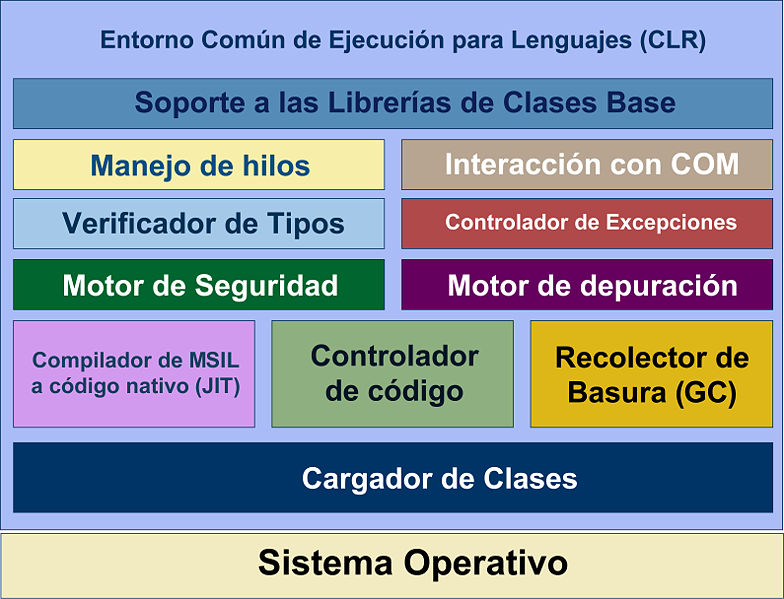 Entorno Común de Ejecución para Lenguajes (CLR)
Soporte a las Librerías de Clases Base
Manejo de hilos
Interacción con COM
Verificador de Tipos
Controlador de Excepciones
Motor de Seguridad
Motor de depuración
Compilador de MSIL
a código nativo (JIT)
Controlador
de código
Recolector de
Basura (GC)
Cargador de Clases
Sistema Operativo